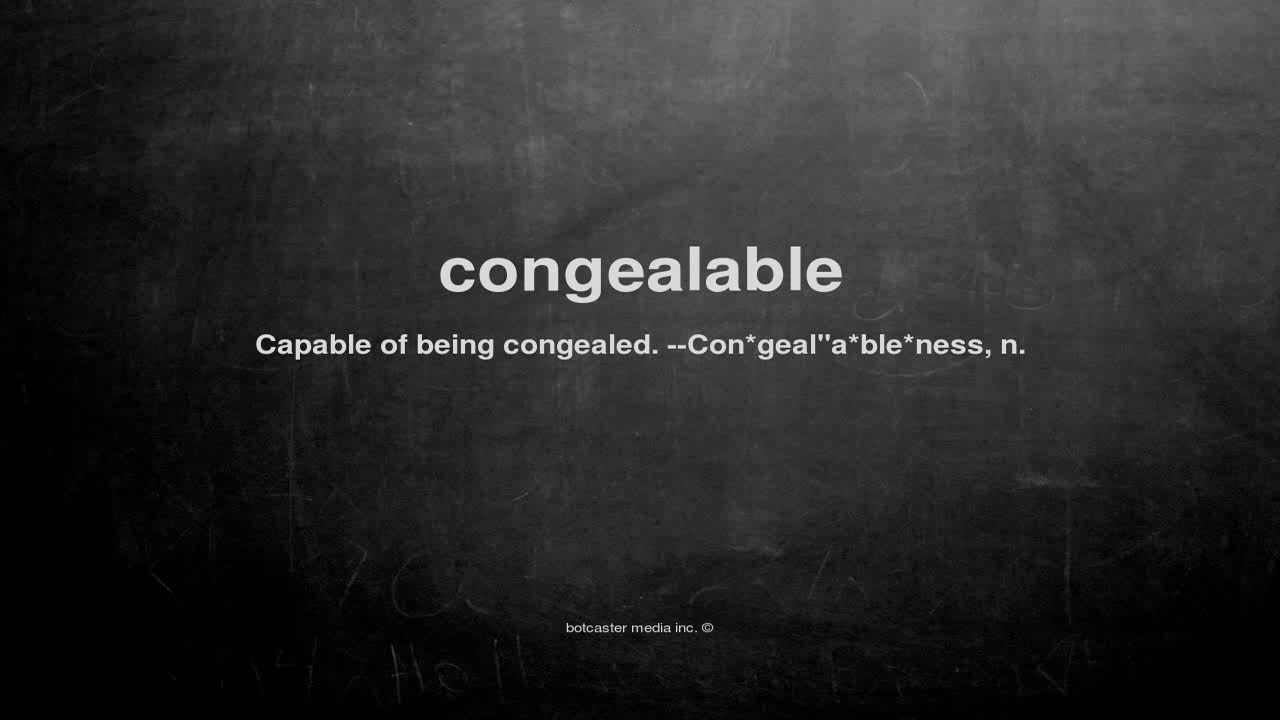 congealable
Capable of being congealed. --Con*geal"a*ble*ness, n.
botcaster media inc. ©